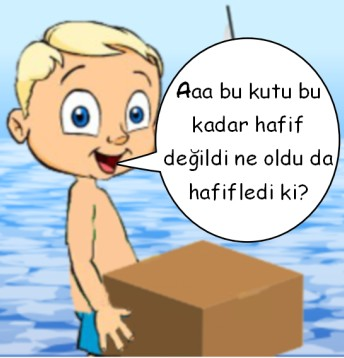 Aaa bu kutu bu
kadar hafif
değildi ne oldu da
hafifledi ki?